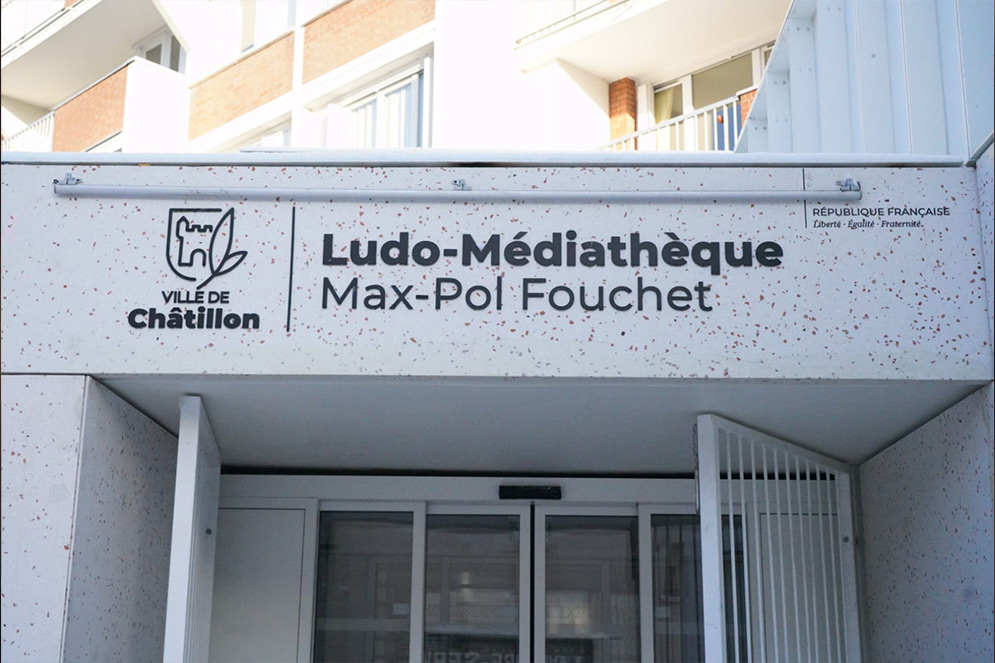 VILLE DE
Châtillon
Ludo-Médiathèque
Max-Pol Fouchet
RÉPUBLIQUE FRANÇAISE
Liberté · Égalité · Fraternité